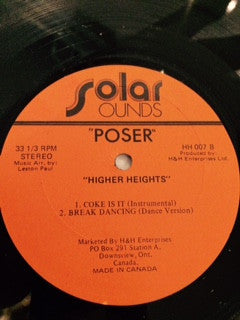 Solar
OUNDS
"POSER"
33 1/3 RPM
STEREO
Music Arr. by:
Leston Paul
HH 007 B
Produced by:
H&H Enterprises Ltd.
"HIGHER HEIGHTS"
1. COKE IS IT (Instrumental)
2. BREAK DANCING (Dance Version)
Marketed By H&H Enterprises
PO Box 291 Station A,
Downsview, Ont.
Canada.
MADE IN CANADA